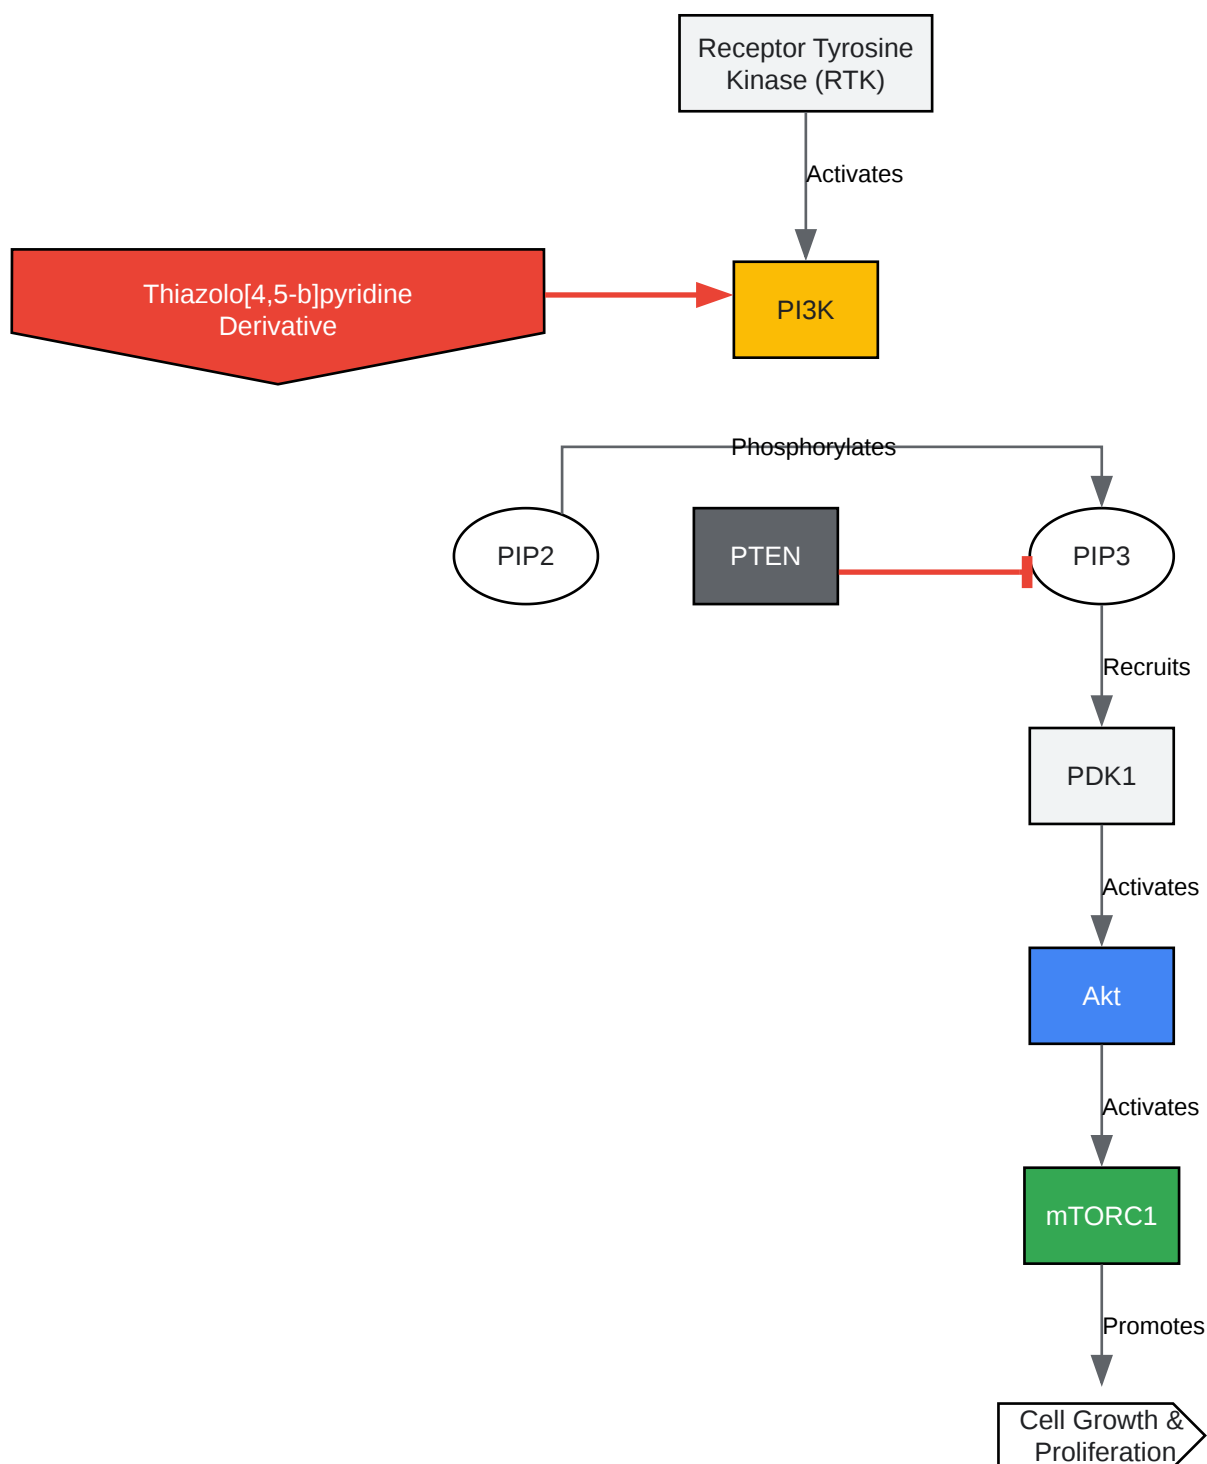 Receptor Tyrosine
Kinase (RTK)
Activates
Thiazolo[4,5-b]pyridine
Derivative
PI3K
Phosphorylates
PIP2
PTEN
PIP3
Recruits
PDK1
Activates
Akt
Activates
mTORC1
Promotes
Cell Growth &
Proliferation